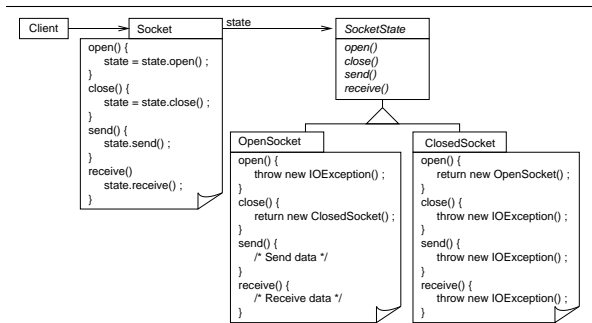 Client
Socket
state
SocketState
open()
close()
send()
receive()
open() {
state = state.open() ;
}
close() {
state = state.close() ;
}
send() {
state.send() ;
}
receive()
state.receive() ;
}
OpenSocket
open() {
throw new IOException() ;
}
close() {
return new ClosedSocket() ;
}
send() {
/* Send data */
}
receive() {
/* Receive data */
}
ClosedSocket
open() {
return new OpenSocket() ;
}
close() {
throw new IOException() ;
}
send() {
throw new IOException() ;
}
receive() {
throw new IOException() ;
}